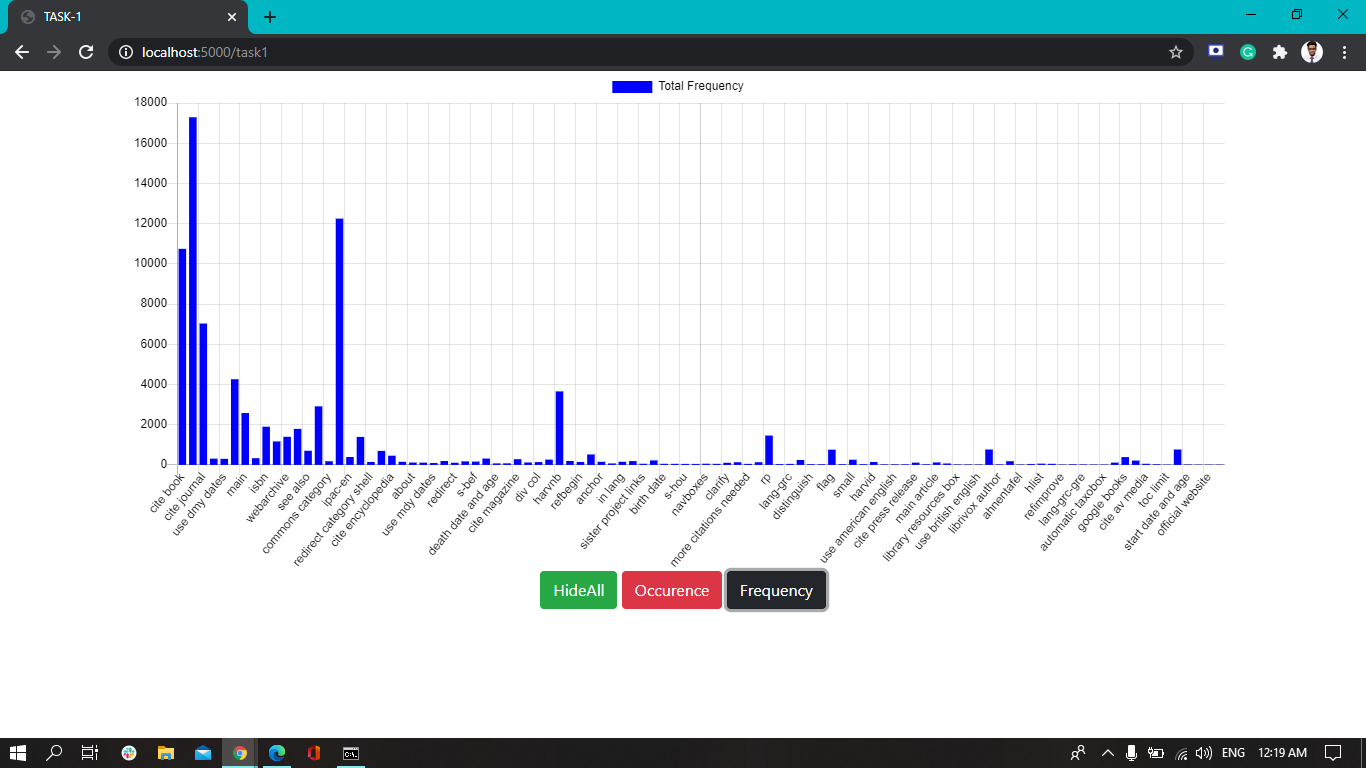 TASK-1
localhost:5000/task1
Total Frequency
18000
16000
14000
12000
10000
8000
6000
4000
2000
0
cite book
cite journal
use dmy dates
main
isbn
webarchive
see also
commons category
ipac-en
redirect category shell
cite encyclopedia
about
use mdy dates
redirect
s-bef
death date and age
cite magazine
div col
harvnb
refbegin
anchor
in lang
sister project links
birth date
s-hou
navboxes
clarify
more citations needed
rp
lang-grc
distinguish
flag
small
harvid
use american english
cite press release
main article
library resources box
use british english
librivox author
ahnentafel
hlist
refimprove
lang-grc-gre
automatic taxobox
google books
cite av media
toc limit
start date and age
official website
HideAll
Occurence
Frequency
ENG
12:19 AM